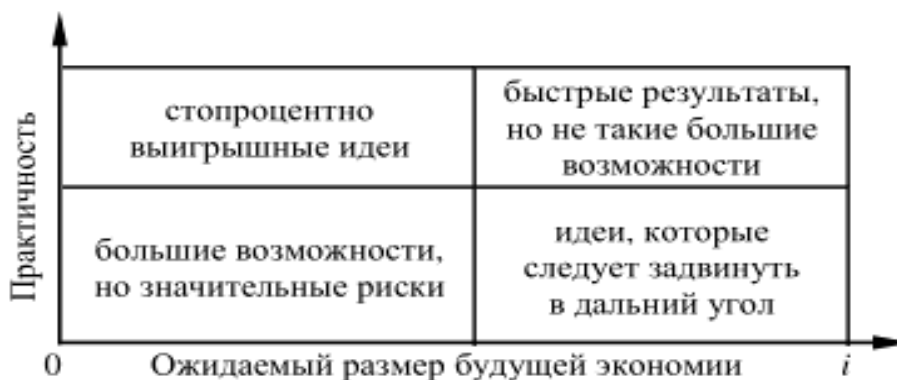 Практичность
стопроцентно
выигрышные идеи
быстрые результаты,
но не такие большие
возможности
большие возможности,
но значительные риски
идеи, которые
следует задвинуть
в дальний угол
0 Ожидаемый размер будущей экономии i